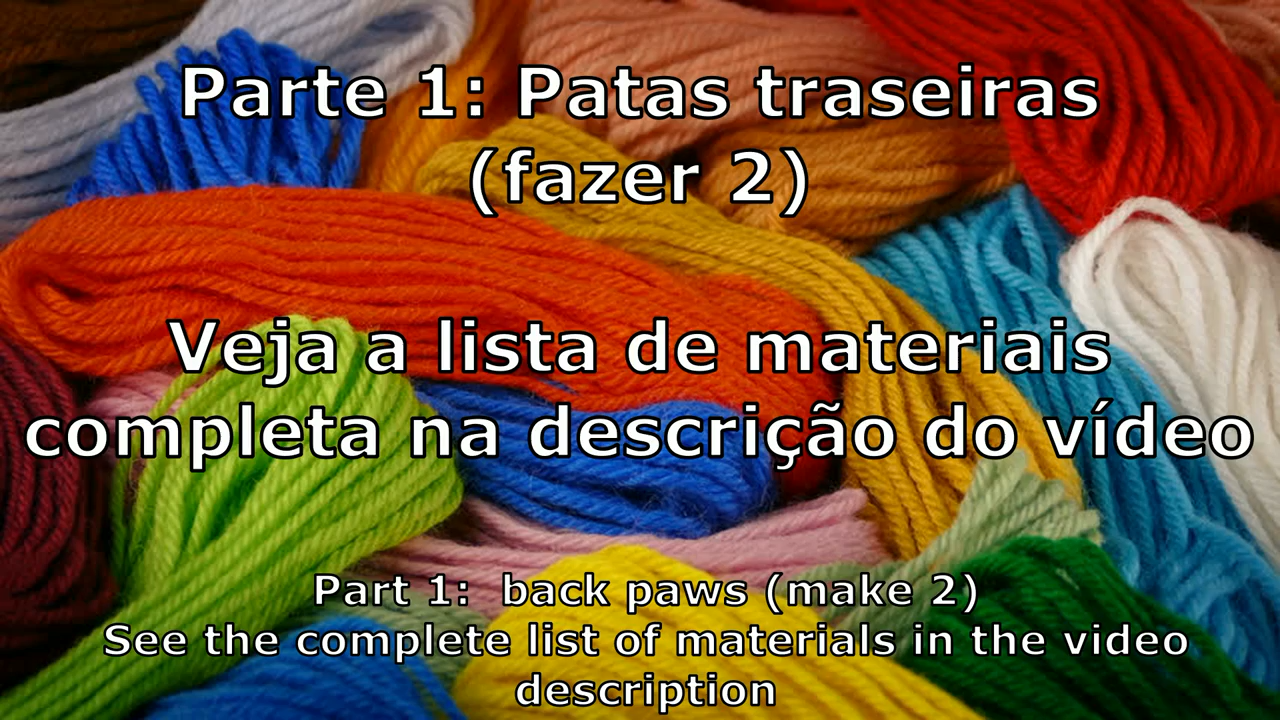 Parte 1: Patas traseiras
(fazer 2)
Veja a lista de materiais
completa na descrição do vídeo
Part 1:  back paws (make 2)
See the complete list of materials in the video
description